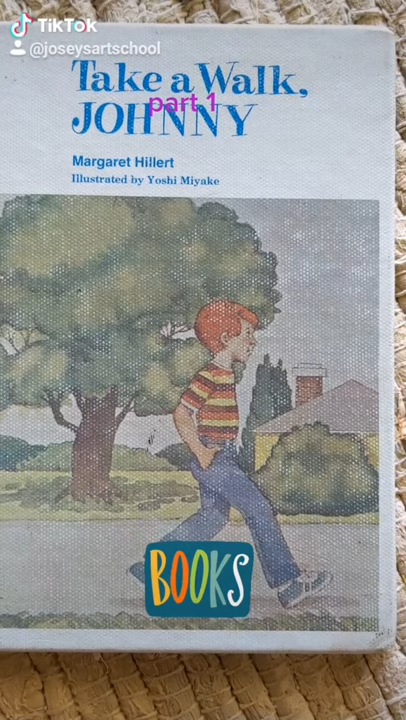 TikTok
@joseysartschool
Take a Walk,
part 1
JOHNNY
Margaret Hillert
Illustrated by Yoshi Miyake
BOOKS